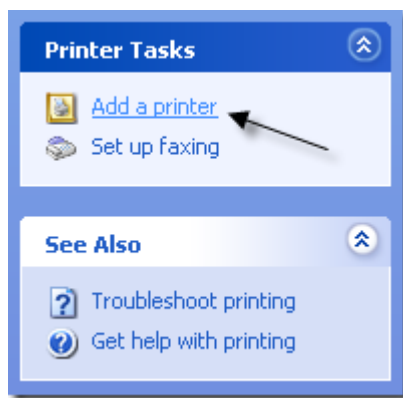 Printer Tasks
Add a printer
Set up faxing
See Also
Troubleshoot printing
Get help with printing